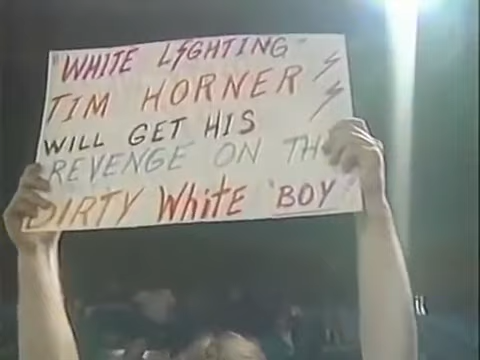 "WHITE LIGHTING"
TIM HORNER
WILL GET HIS
REVENGE ON TH
DIRTY WHITE "BOY"